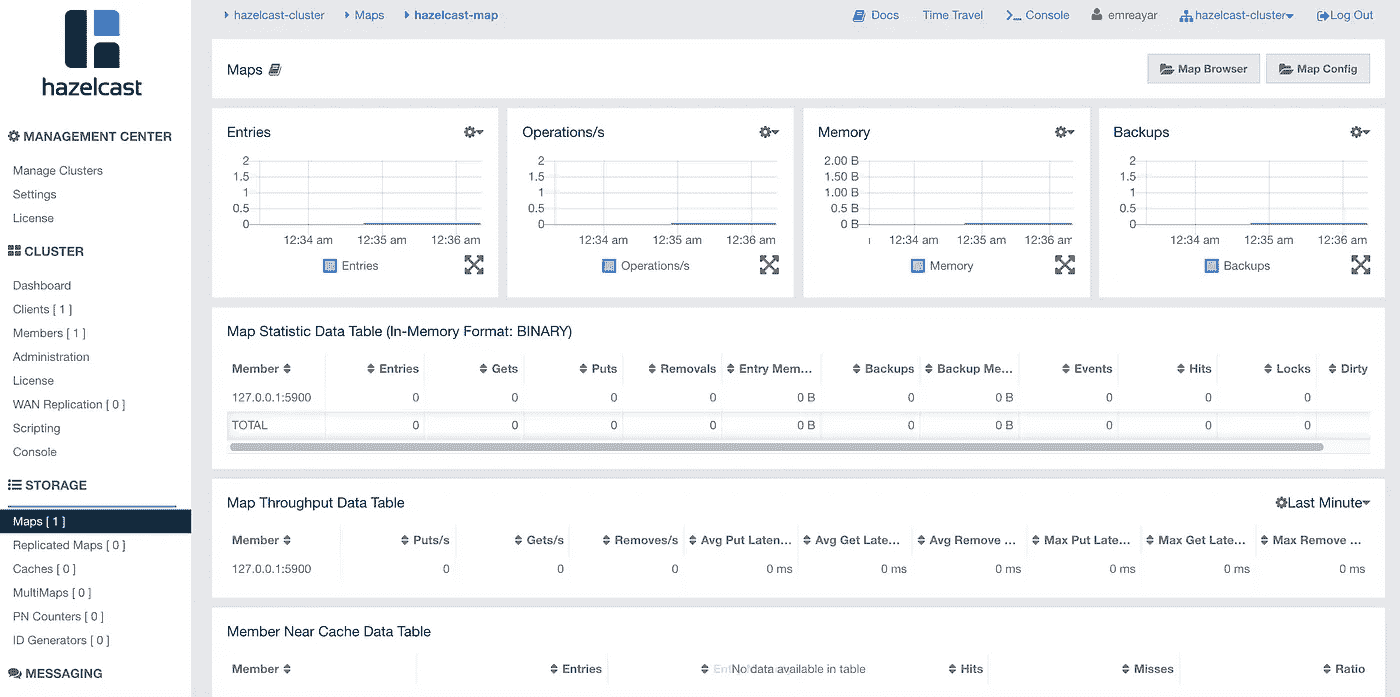 hazelcast
MANAGEMENT CENTER
Manage Clusters
Settings
License
CLUSTER
Dashboard
Clients [ 1 ]
Members [ 1 ]
Administration
License
WAN Replication [ 0 ]
Scripting
Console
STORAGE
Maps [ 1 ]
Replicated Maps [ 0 ]
Caches [ 0 ]
MultiMaps [ 0 ]
PN Counters [ 0 ]
ID Generators [ 0 ]
MESSAGING
hazelcast-cluster Maps hazelcast-map Docs Time Travel Console emreayar hazelcast-cluster Log Out
Maps Map Browser Map Config
Entries
2
1.5
1
0.5
0
12:34 am 12:35 am 12:36 am
Entries
Operations/s
2
1.5
1
0.5
0
12:34 am 12:35 am 12:36 am
Operations/s
Memory
2.00 B
1.50 B
1.00 B
0.5 B
0 B
12:34 am 12:35 am 12:36 am
Memory
Backups
2
1.5
1
0.5
0
12:34 am 12:35 am 12:36 am
Backups
Map Statistic Data Table (In-Memory Format: BINARY)
Member Entries Gets Puts Removals Entry Mem... Backups Backup Me... Events Hits Locks Dirty
127.0.0.1:5900 0 0 0 0 0 B 0 0 B 0 0 0
TOTAL 0 0 0 0 0 B 0 0 B 0 0 0
Map Throughput Data Table Last Minute
Member Puts/s Gets/s Removes/s Avg Put Laten... Avg Get Late... Avg Remove ... Max Put Late... Max Get Late... Max Remove ...
127.0.0.1:5900 0 0 0 0 ms 0 ms 0 ms 0 ms 0 ms 0 ms
Member Near Cache Data Table
Member Entries No data available in table Hits Misses Ratio